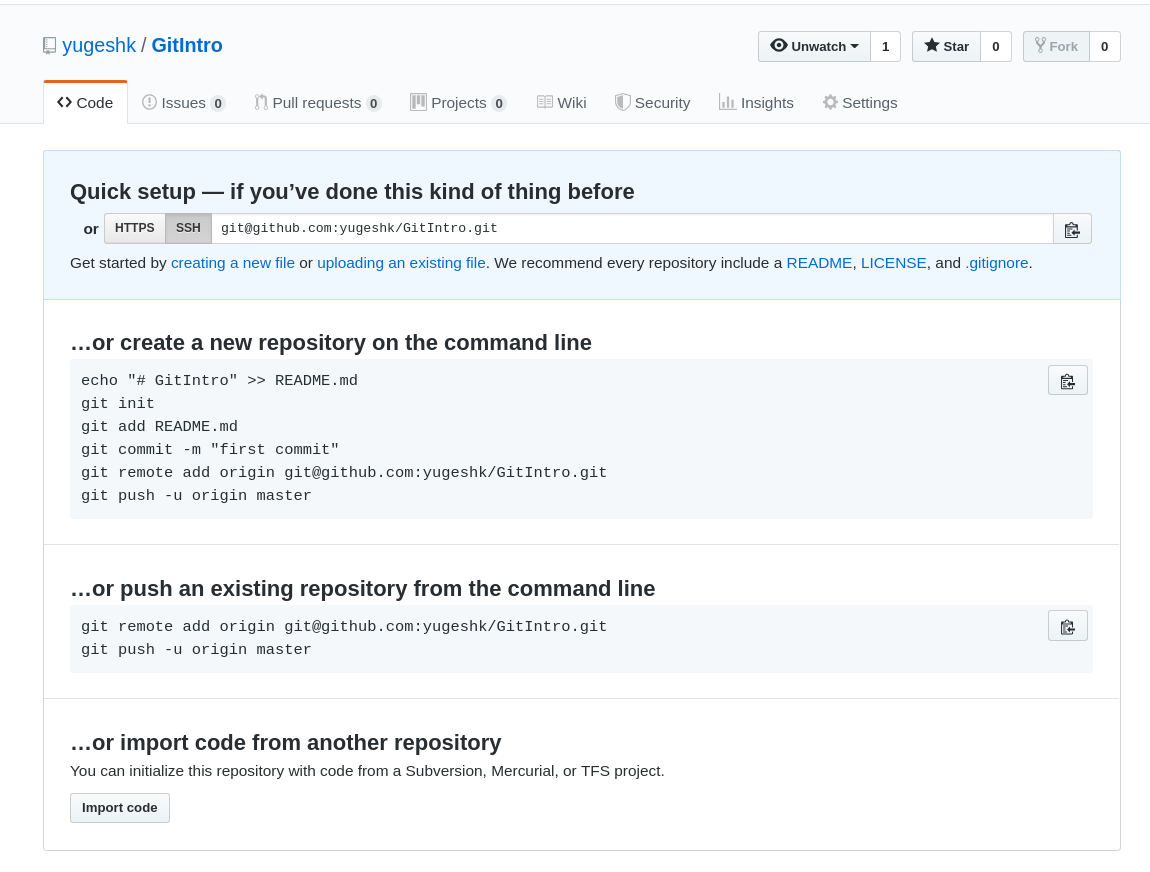 yugeshk / GitIntro
Unwatch 1 Star 0 Fork 0
Code Issues 0 Pull requests 0 Projects 0 Wiki Security Insights Settings
Quick setup — if you’ve done this kind of thing before
or HTTPS SSH git@github.com:yugeshk/GitIntro.git
Get started by creating a new file or uploading an existing file. We recommend every repository include a README, LICENSE, and .gitignore.
…or create a new repository on the command line
echo "# GitIntro" >> README.md
git init
git add README.md
git commit -m "first commit"
git remote add origin git@github.com:yugeshk/GitIntro.git
git push -u origin master
…or push an existing repository from the command line
git remote add origin git@github.com:yugeshk/GitIntro.git
git push -u origin master
…or import code from another repository
You can initialize this repository with code from a Subversion, Mercurial, or TFS project.
Import code